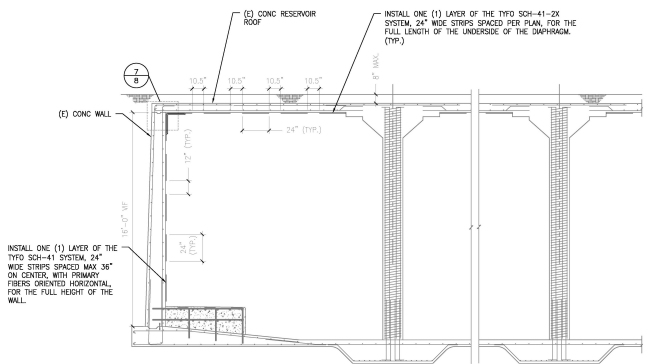 (E) CONC RESERVOIR
ROOF
INSTALL ONE (1) LAYER OF THE TYFO SCH-41-2X
SYSTEM, 24" WIDE STRIPS SPACED PER PLAN, FOR THE
FULL LENGTH OF THE UNDERSIDE OF THE DIAPHRAGM.
(TYP.)
7
8
10.5"
10.5"
10.5"
10.5"
8" MAX.
(E) CONC WALL
24" (TYP.)
12" (TYP.)
16'-0" VIF
24"
(TYP.)
INSTALL ONE (1) LAYER OF THE
TYFO SCH-41 SYSTEM, 24"
WIDE STRIPS SPACED MAX 36"
ON CENTER, WITH PRIMARY
FIBERS ORIENTED HORIZONTAL,
FOR THE FULL HEIGHT OF THE
WALL.